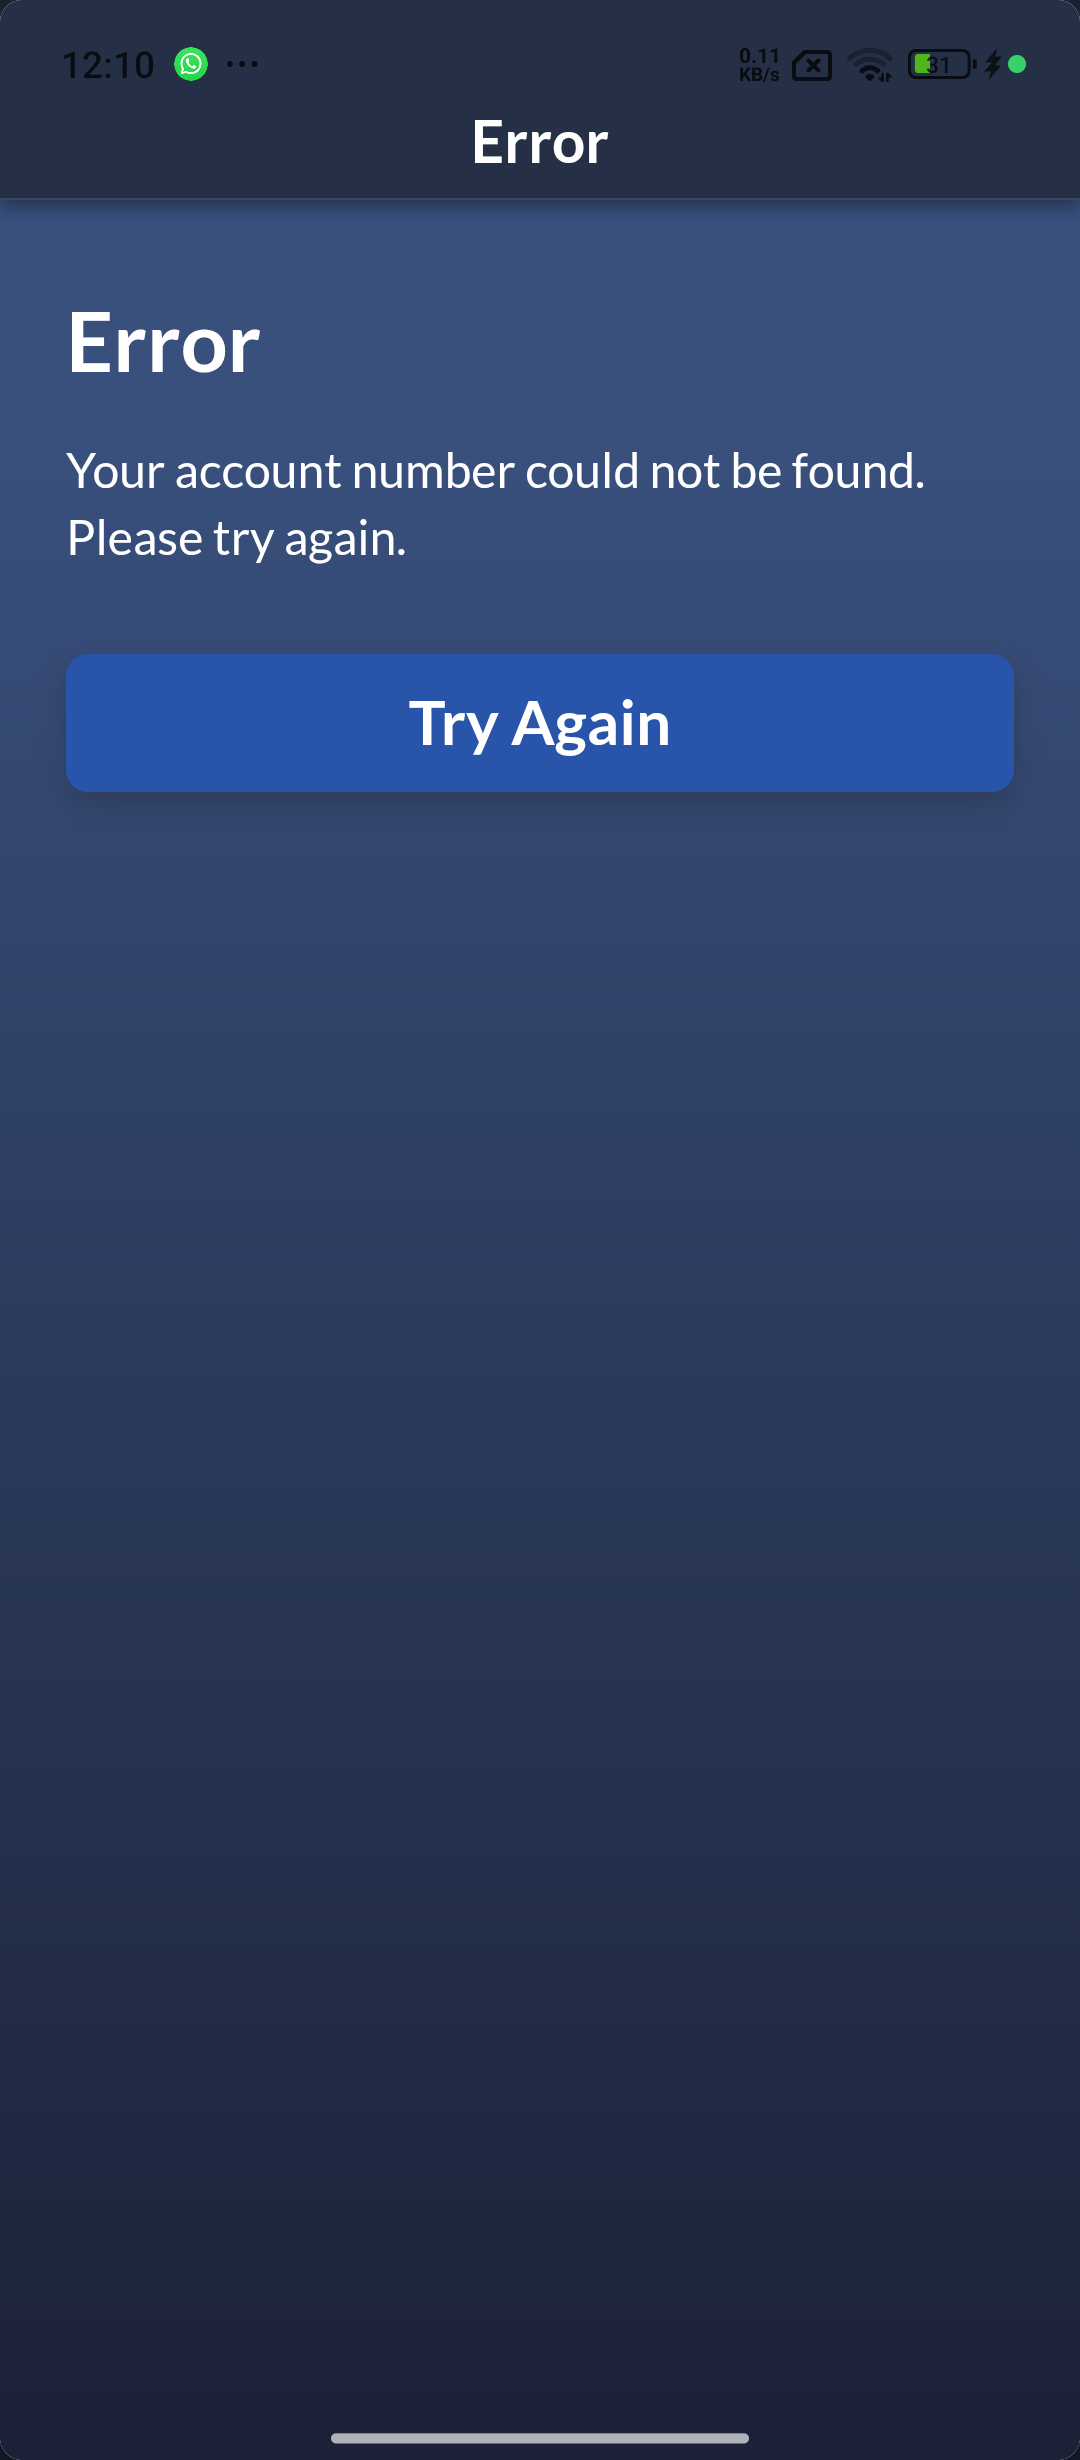 12:10 ... 0.11 KB/s 31
Error
Error
Your account number could not be found.
Please try again.
Try Again